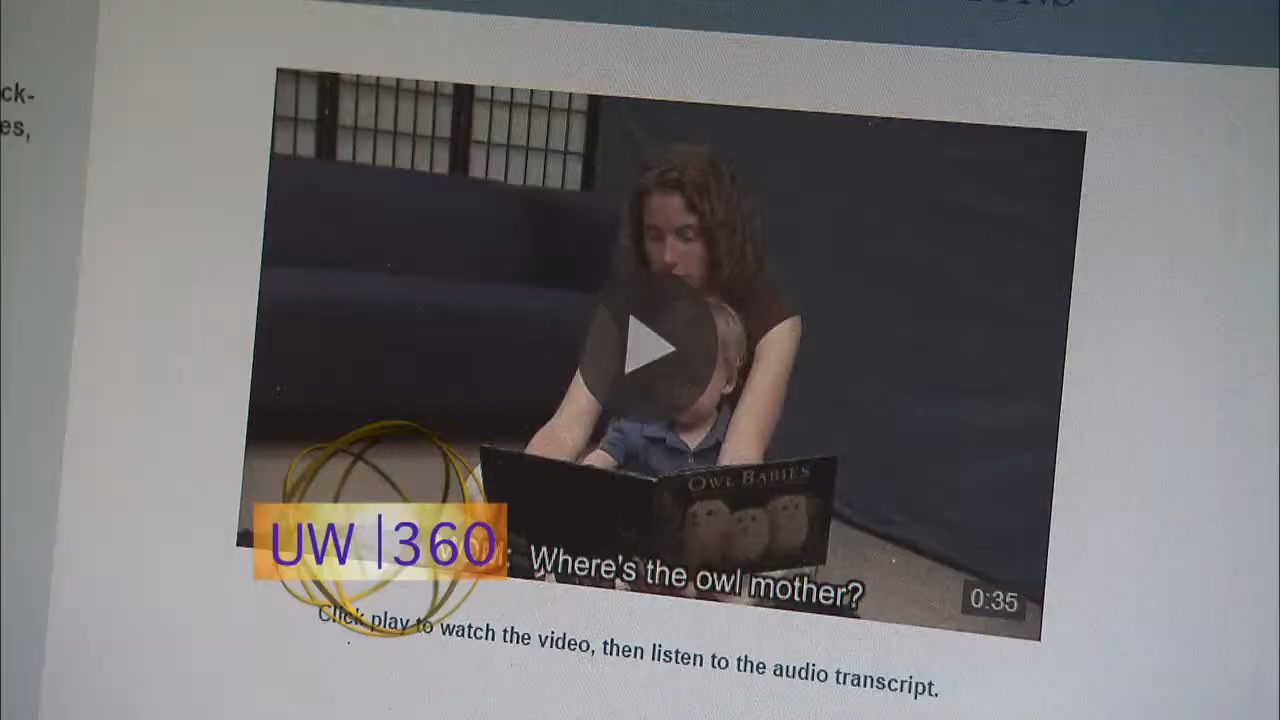 ck-
es,
OWL BABIES
UW|360
: Where's the owl mother?
0:35
Click play to watch the video, then listen to the audio transcript.